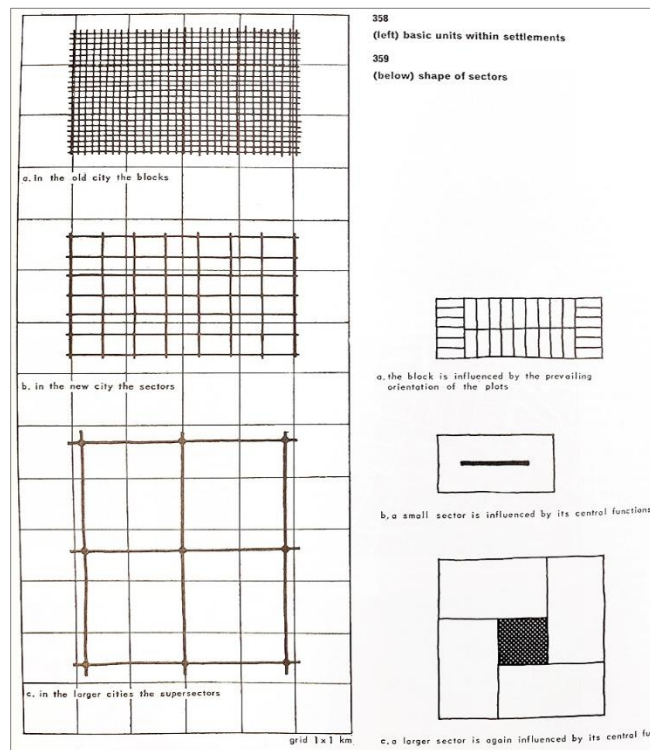 358
(left) basic units within settlements
359
(below) shape of sectors
a. in the old city the blocks
b. in the new city the sectors
c. in the larger cities the supersectors
grid 1x1 km
a. the block is influenced by the prevailing
orientation of the plots
b, a small sector is influenced by its central functions
c, a larger sector is again influenced by its central fu